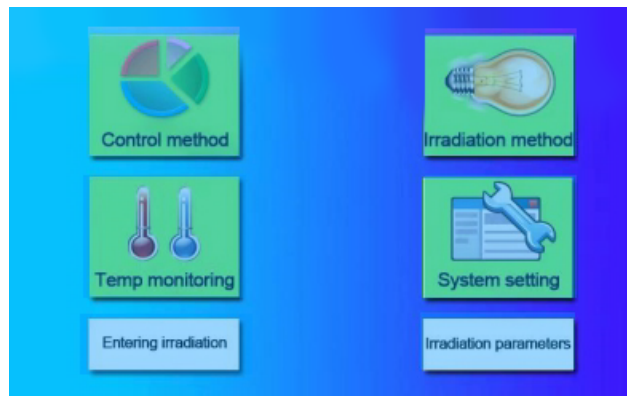 Control method
Irradiation method
Temp monitoring
System setting
Entering irradiation
Irradiation parameters